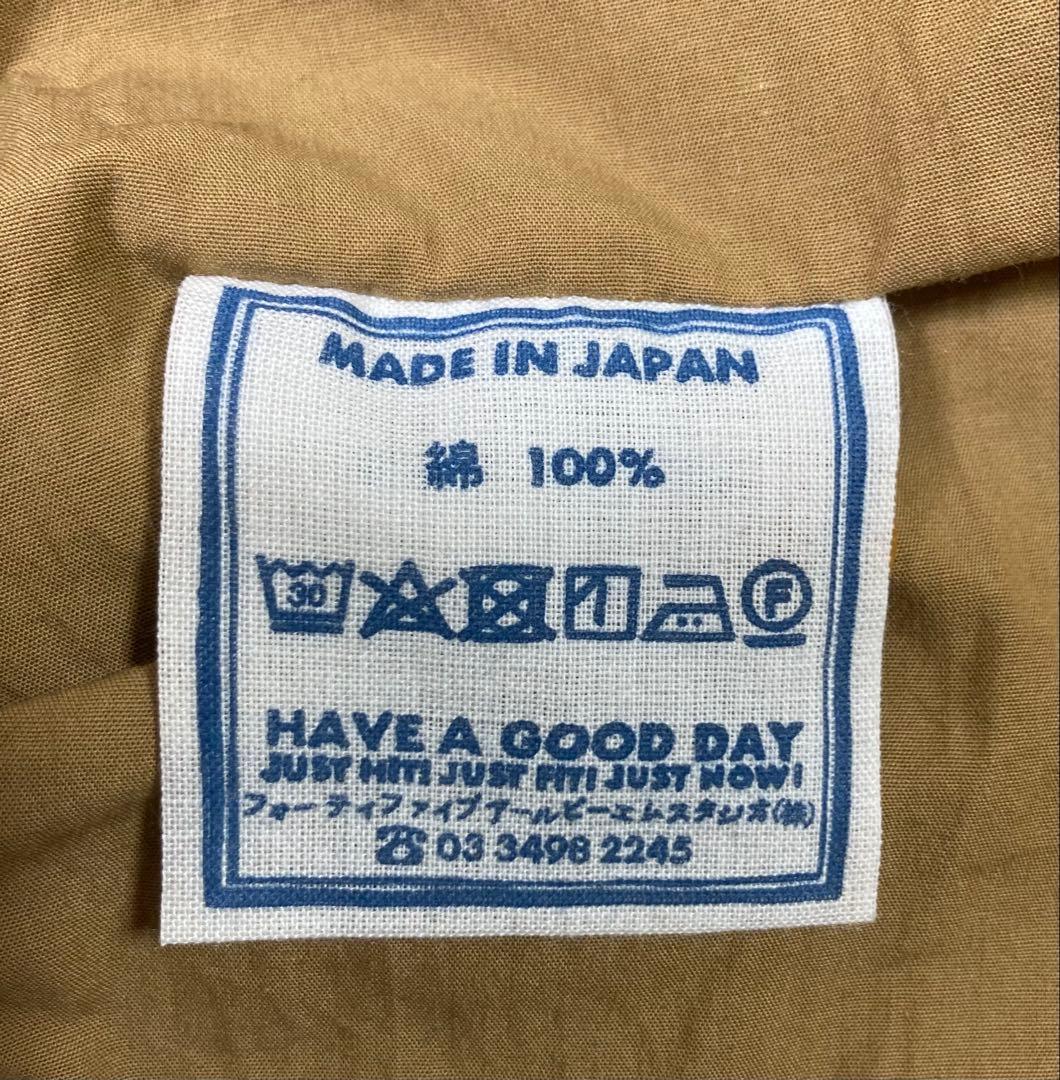 MADE IN JAPAN
綿 100%
30 F
HAVE A GOOD DAY
JUST HIT! JUST FIT! JUST NOW!
フォーティファイブアールピーエムスタジオ(株)
☎ 03 3498 2245